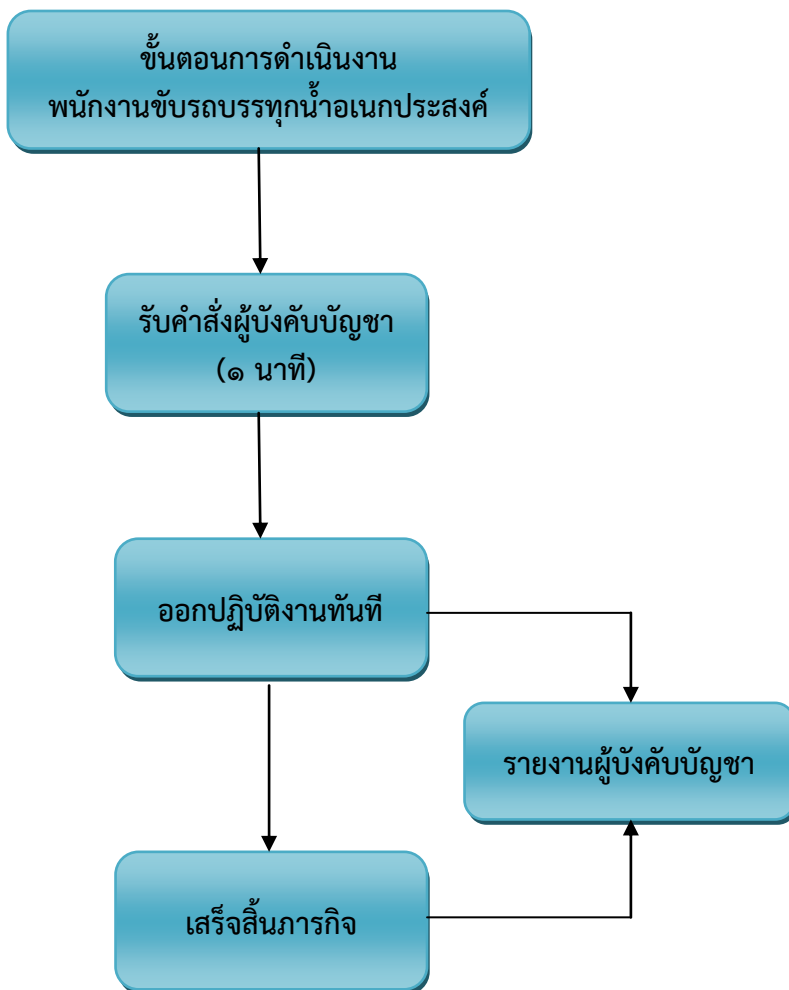 ขั้นตอนการดำเนินงาน
พนักงานขับรถบรรทุกน้ำอเนกประสงค์
รับคำสั่งผู้บังคับบัญชา
(๑ นาที)
ออกปฏิบัติงานทันที
รายงานผู้บังคับบัญชา
เสร็จสิ้นภารกิจ